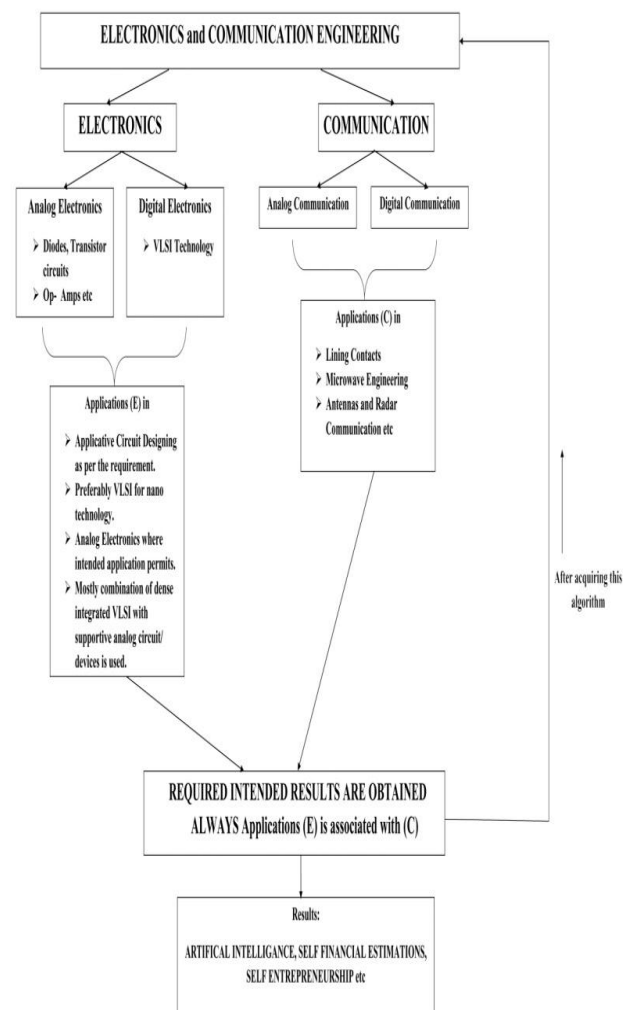 ELECTRONICS and COMMUNICATION ENGINEERING
ELECTRONICS
COMMUNICATION
Analog Electronics
➢ Diodes, Transistor
circuits
➢ Op- Amps etc
Digital Electronics
➢ VLSI Technology
Analog Communication
Digital Communication
Applications (C) in
➢ Lining Contacts
➢ Microwave Engineering
➢ Antennas and Radar
Communication etc
Applications (E) in
➢ Applicative Circuit Designing
as per the requirement.
➢ Preferably VLSI for nano
technology.
➢ Analog Electronics where
intended application permits.
➢ Mostly combination of dense
integrated VLSI with
supportive analog circuit/
devices is used.
After acquiring this
algorithm
REQUIRED INTENDED RESULTS ARE OBTAINED
ALWAYS Applications (E) is associated with (C)
Results:
ARTIFICAL INTELLIGANCE, SELF FINANCIAL ESTIMATIONS,
SELF ENTREPRENEURSHIP etc